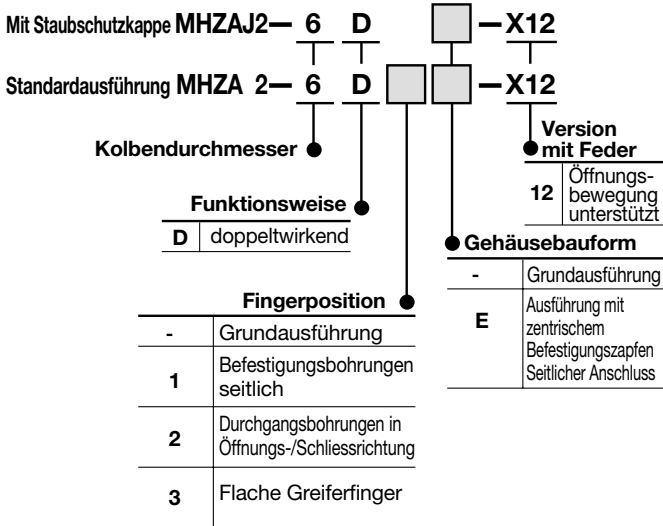 Mit Staubschutzkappe MHZAJ2— 6 D — X12
Standardausführung MHZA 2— 6 D — X12
Kolbendurchmesser
Version
mit Feder
12 Öffnungs-
bewegung
unterstützt
Funktionsweise
D doppeltwirkend
Gehäusebauform
- Grundausführung
E Ausführung mit
zentrischem
Befestigungszapfen
Seitlicher Anschluss
Fingerposition
- Grundausführung
1 Befestigungsbohrungen
seitlich
2 Durchgangsbohrungen in
Öffnungs-/Schliessrichtung
3 Flache Greiferfinger